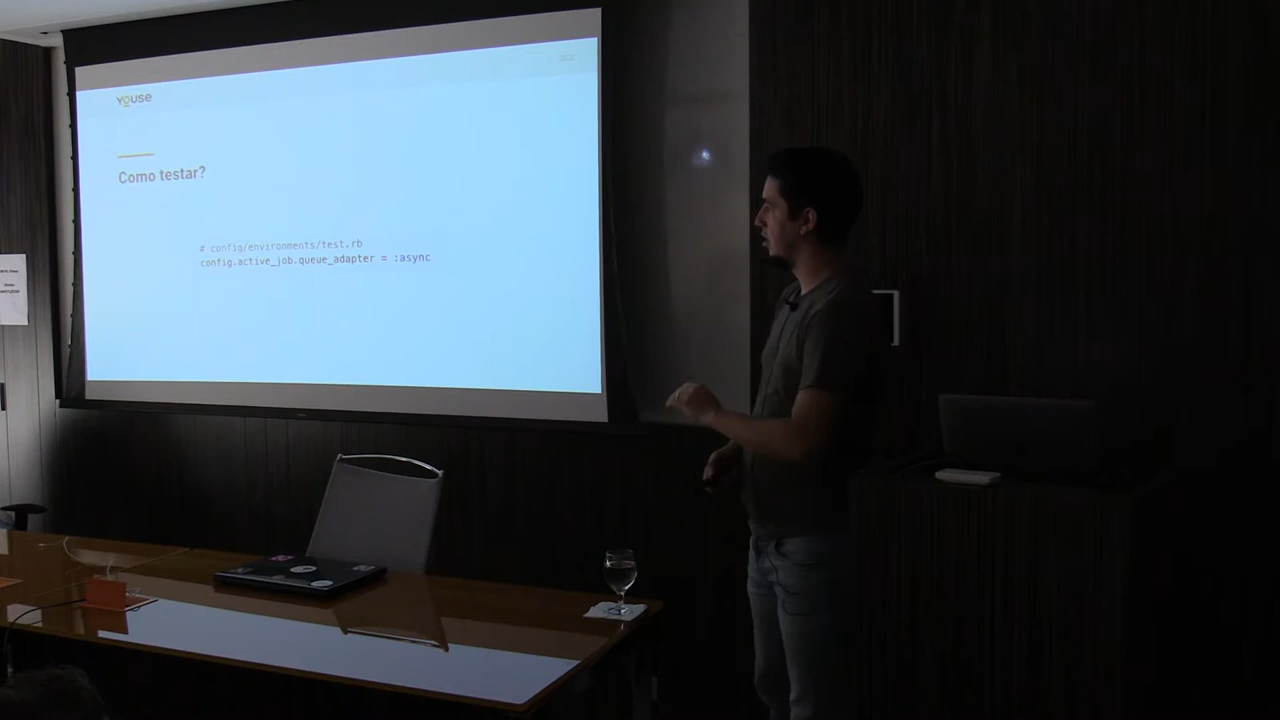 Youse
Como testar?
# config/environments/test.rb
config.active_job.queue_adapter = :async